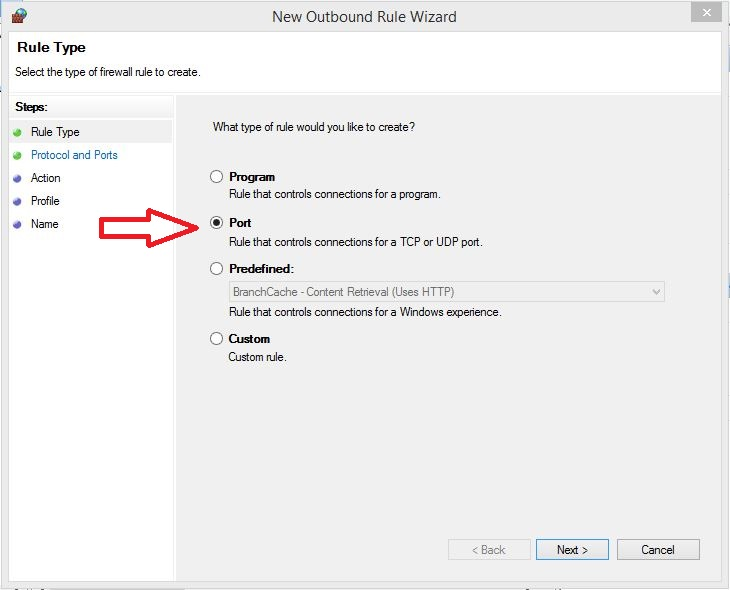 New Outbound Rule Wizard
Rule Type
Select the type of firewall rule to create.
Steps:
Rule Type
Protocol and Ports
Action
Profile
Name
What type of rule would you like to create?
Program
Rule that controls connections for a program.
Port
Rule that controls connections for a TCP or UDP port.
Predefined:
BranchCache - Content Retrieval (Uses HTTP)
Rule that controls connections for a Windows experience.
Custom
Custom rule.
< Back
Next >
Cancel